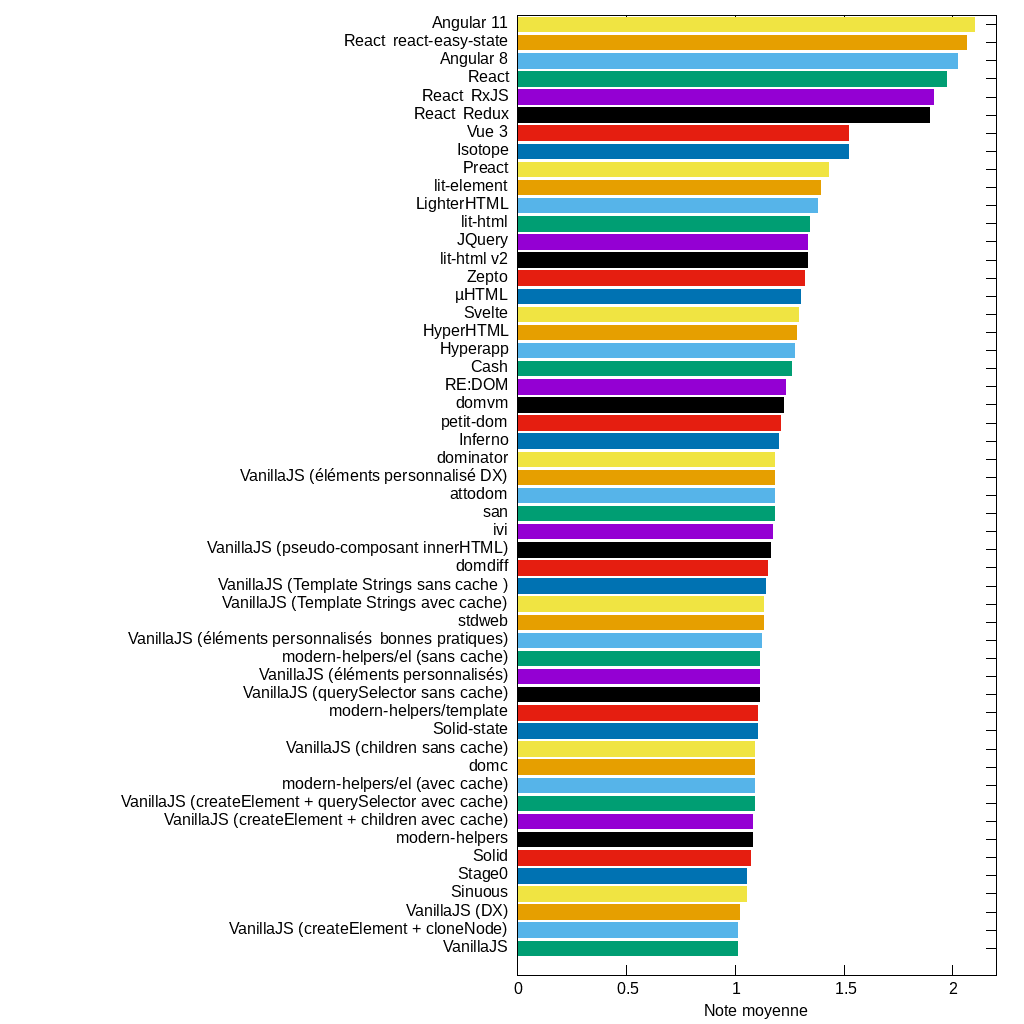 Angular 11
React react-easy-state
Angular 8
React
React RxJS
React Redux
Vue 3
Isotope
Preact
lit-element
LighterHTML
lit-html
JQuery
lit-html v2
Zepto
µHTML
Svelte
HyperHTML
Hyperapp
Cash
RE:DOM
domvm
petit-dom
Inferno
dominator
VanillaJS (éléments personnalisé DX)
attodom
san
ivi
VanillaJS (pseudo-composant innerHTML)
domdiff
VanillaJS (Template Strings sans cache )
VanillaJS (Template Strings avec cache)
stdweb
VanillaJS (éléments personnalisés bonnes pratiques)
modern-helpers/el (sans cache)
VanillaJS (éléments personnalisés)
VanillaJS (querySelector sans cache)
modern-helpers/template
Solid-state
VanillaJS (children sans cache)
domc
modern-helpers/el (avec cache)
VanillaJS (createElement + querySelector avec cache)
VanillaJS (createElement + children avec cache)
modern-helpers
Solid
Stage0
Sinuous
VanillaJS (DX)
VanillaJS (createElement + cloneNode)
VanillaJS
0 0.5 1 1.5 2
Note moyenne